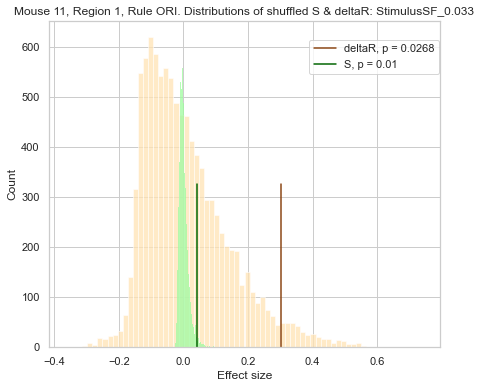 Mouse 11, Region 1, Rule ORI. Distributions of shuffled S & deltaR: StimulusSF_0.033
deltaR, p = 0.0268
S, p = 0.01
600
500
400
300
200
100
0
Count
−0.4
−0.2
0.0
0.2
0.4
0.6
Effect size